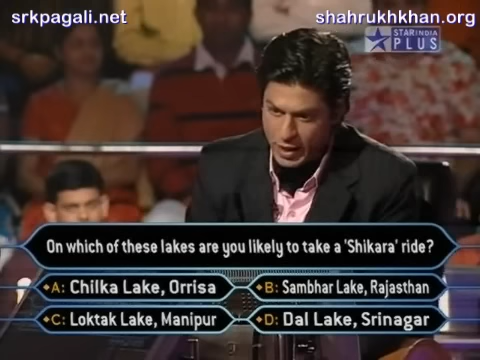 srkpagali.net
shahrukhkhan.org
STAR INDIA
PLUS
On which of these lakes are you likely to take a 'Shikara' ride?
A: Chilka Lake, Orrisa
B: Sambhar Lake, Rajasthan
C: Loktak Lake, Manipur
D: Dal Lake, Srinagar